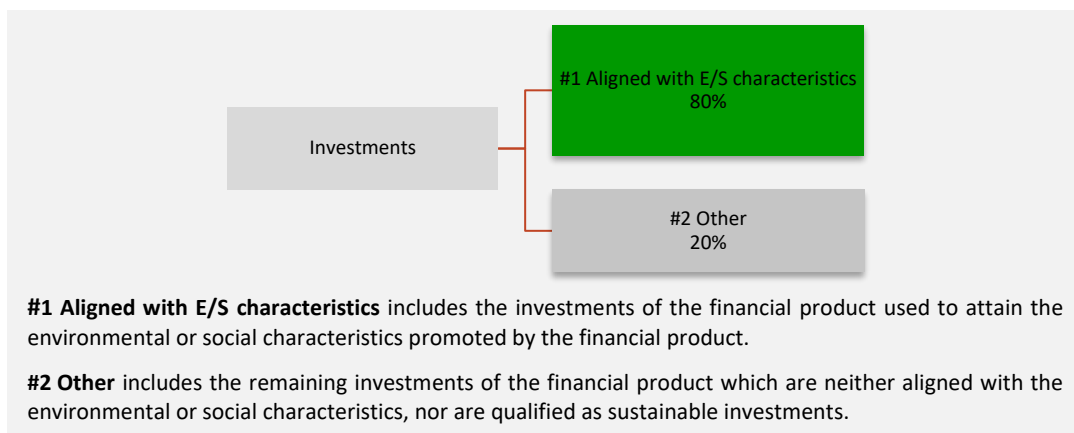 #1 Aligned with E/S characteristics
80%
Investments
#2 Other
20%
#1 Aligned with E/S characteristics includes the investments of the financial product used to attain the
environmental or social characteristics promoted by the financial product.
#2 Other includes the remaining investments of the financial product which are neither aligned with the
environmental or social characteristics, nor are qualified as sustainable investments.